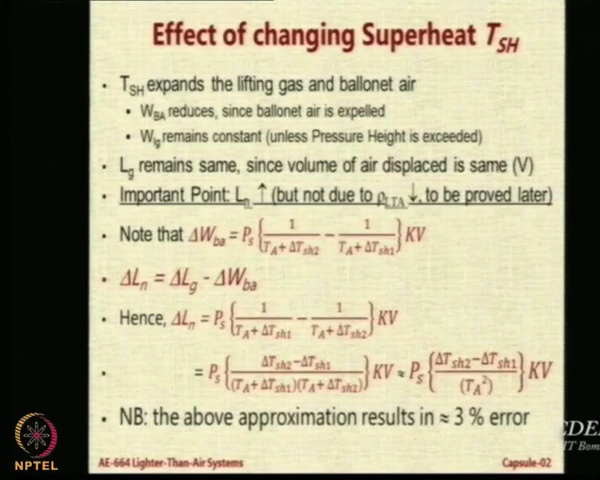 Effect of changing Superheat T_SH
• T_SH expands the lifting gas and ballonet air
• W_BA reduces, since ballonet air is expelled
• W_lg remains constant (unless Pressure Height is exceeded)
• L_g remains same, since volume of air displaced is same (V)
• Important Point: L_n ↑ (but not due to ρ_LTA ↓, to be proved later)
• Note that ΔW_ba = P_s {1/(T_A + ΔT_sh2) − 1/(T_A + ΔT_sh1)} KV
• ΔL_n = ΔL_g - ΔW_ba
• Hence, ΔL_n = P_s {1/(T_A + ΔT_sh1) − 1/(T_A + ΔT_sh2)} KV
• = P_s {(ΔT_sh2−ΔT_sh1)/((T_A + ΔT_sh1)(T_A + ΔT_sh2))} KV ≈ P_s {(ΔT_sh2−ΔT_sh1)/(T_A²)} KV
• NB: the above approximation results in ≈ 3 % error
NPTEL
AE-664 Lighter-Than-Air Systems
Capsule-02
EDE
IT Bom